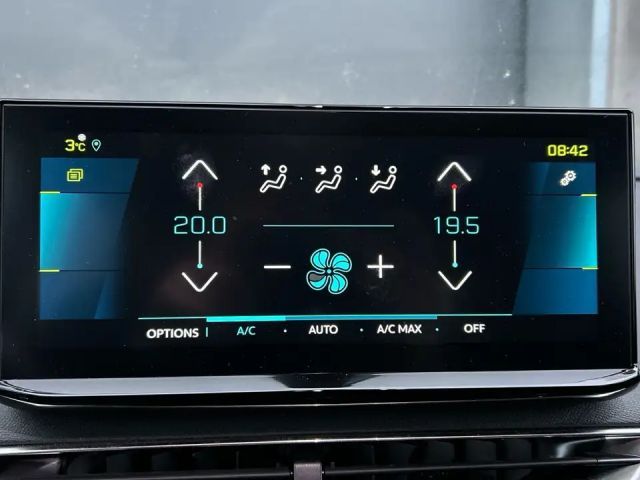 3°C
08:42
20.0
19.5
OPTIONS A/C AUTO A/C MAX OFF